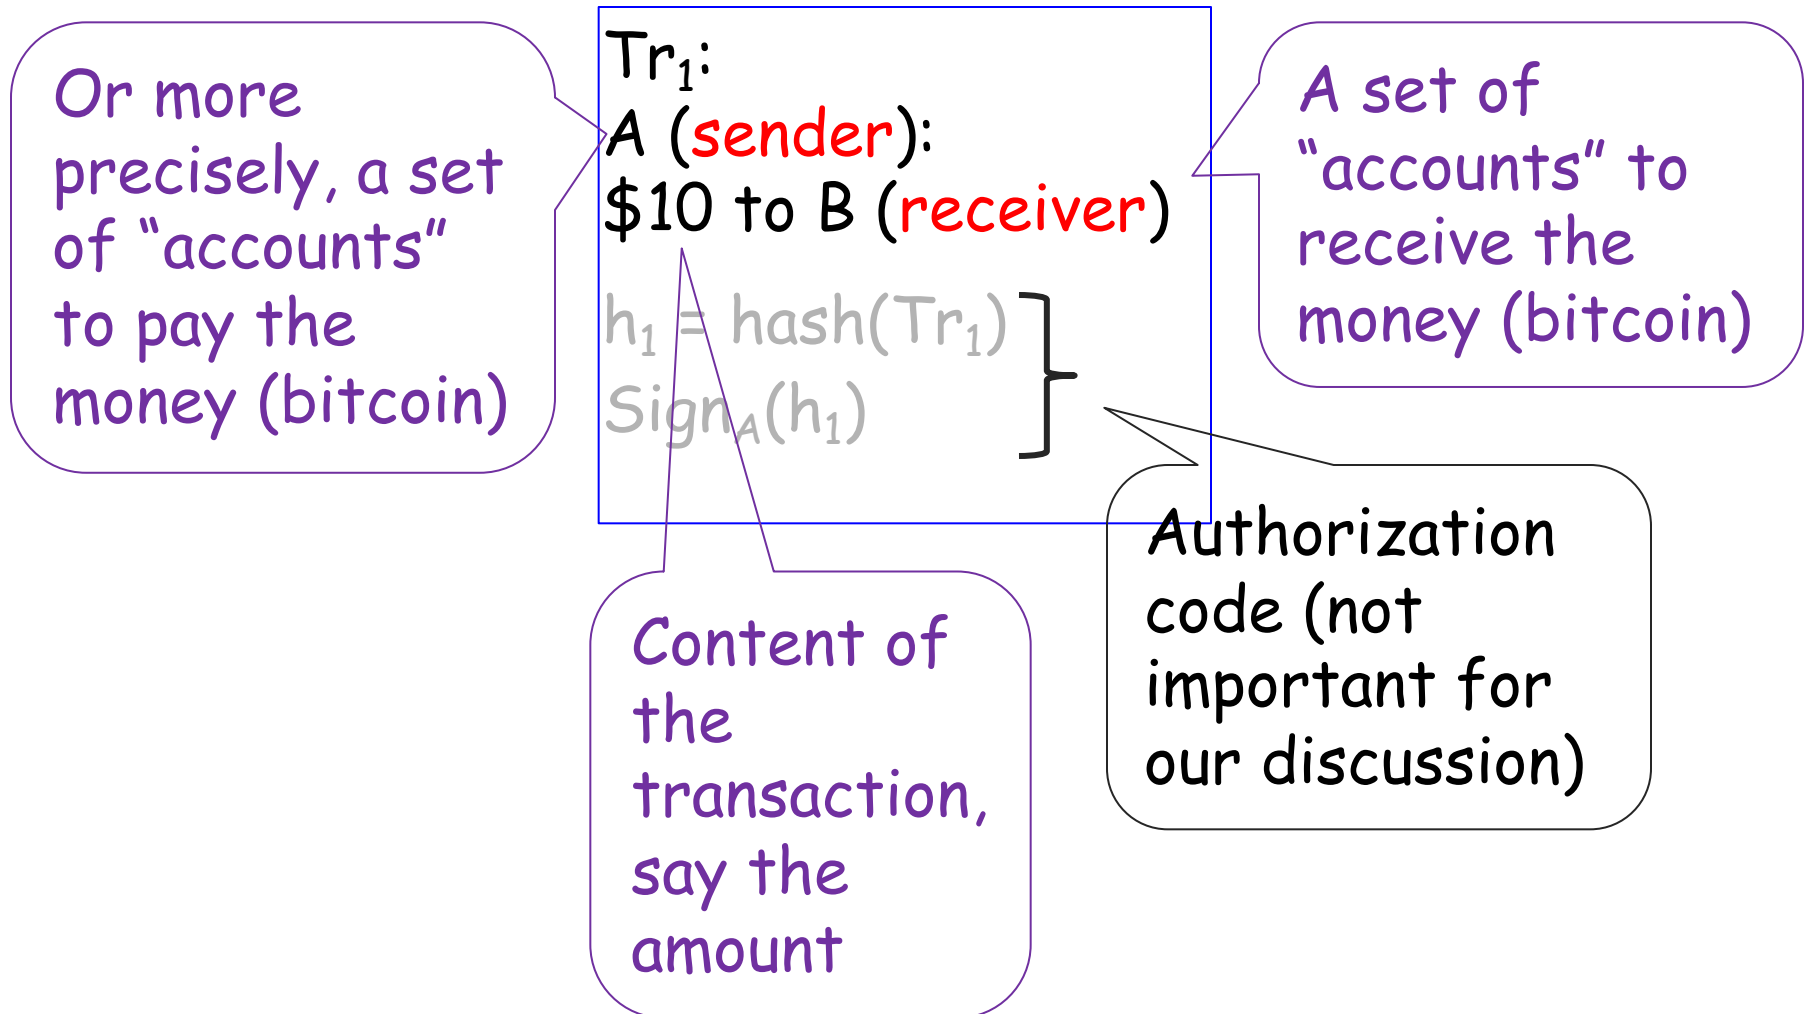 Or more
precisely, a set
of “accounts”
to pay the
money (bitcoin)
Tr₁:
A (sender):
$10 to B (receiver)
h₁ = hash(Tr₁)
Sign_A(h₁)
A set of
“accounts” to
receive the
money (bitcoin)
Content of
the
transaction,
say the
amount
Authorization
code (not
important for
our discussion)